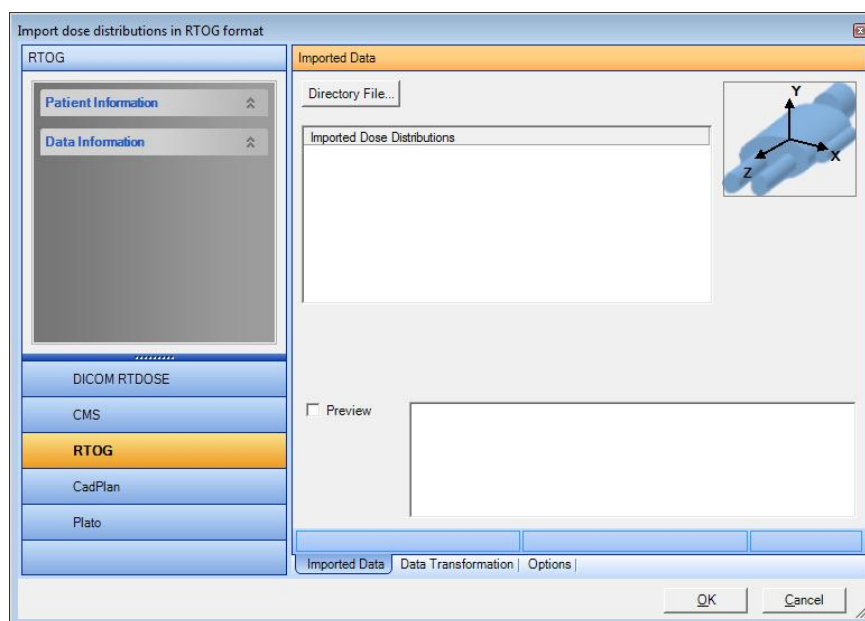 Import dose distributions in RTOG format
RTOG
Patient Information
Data Information
DICOM RTDOSE
CMS
RTOG
CadPlan
Plato
Imported Data
Directory File...
Imported Dose Distributions
Y
X
Z
Preview
Imported Data
Data Transformation
Options
OK
Cancel